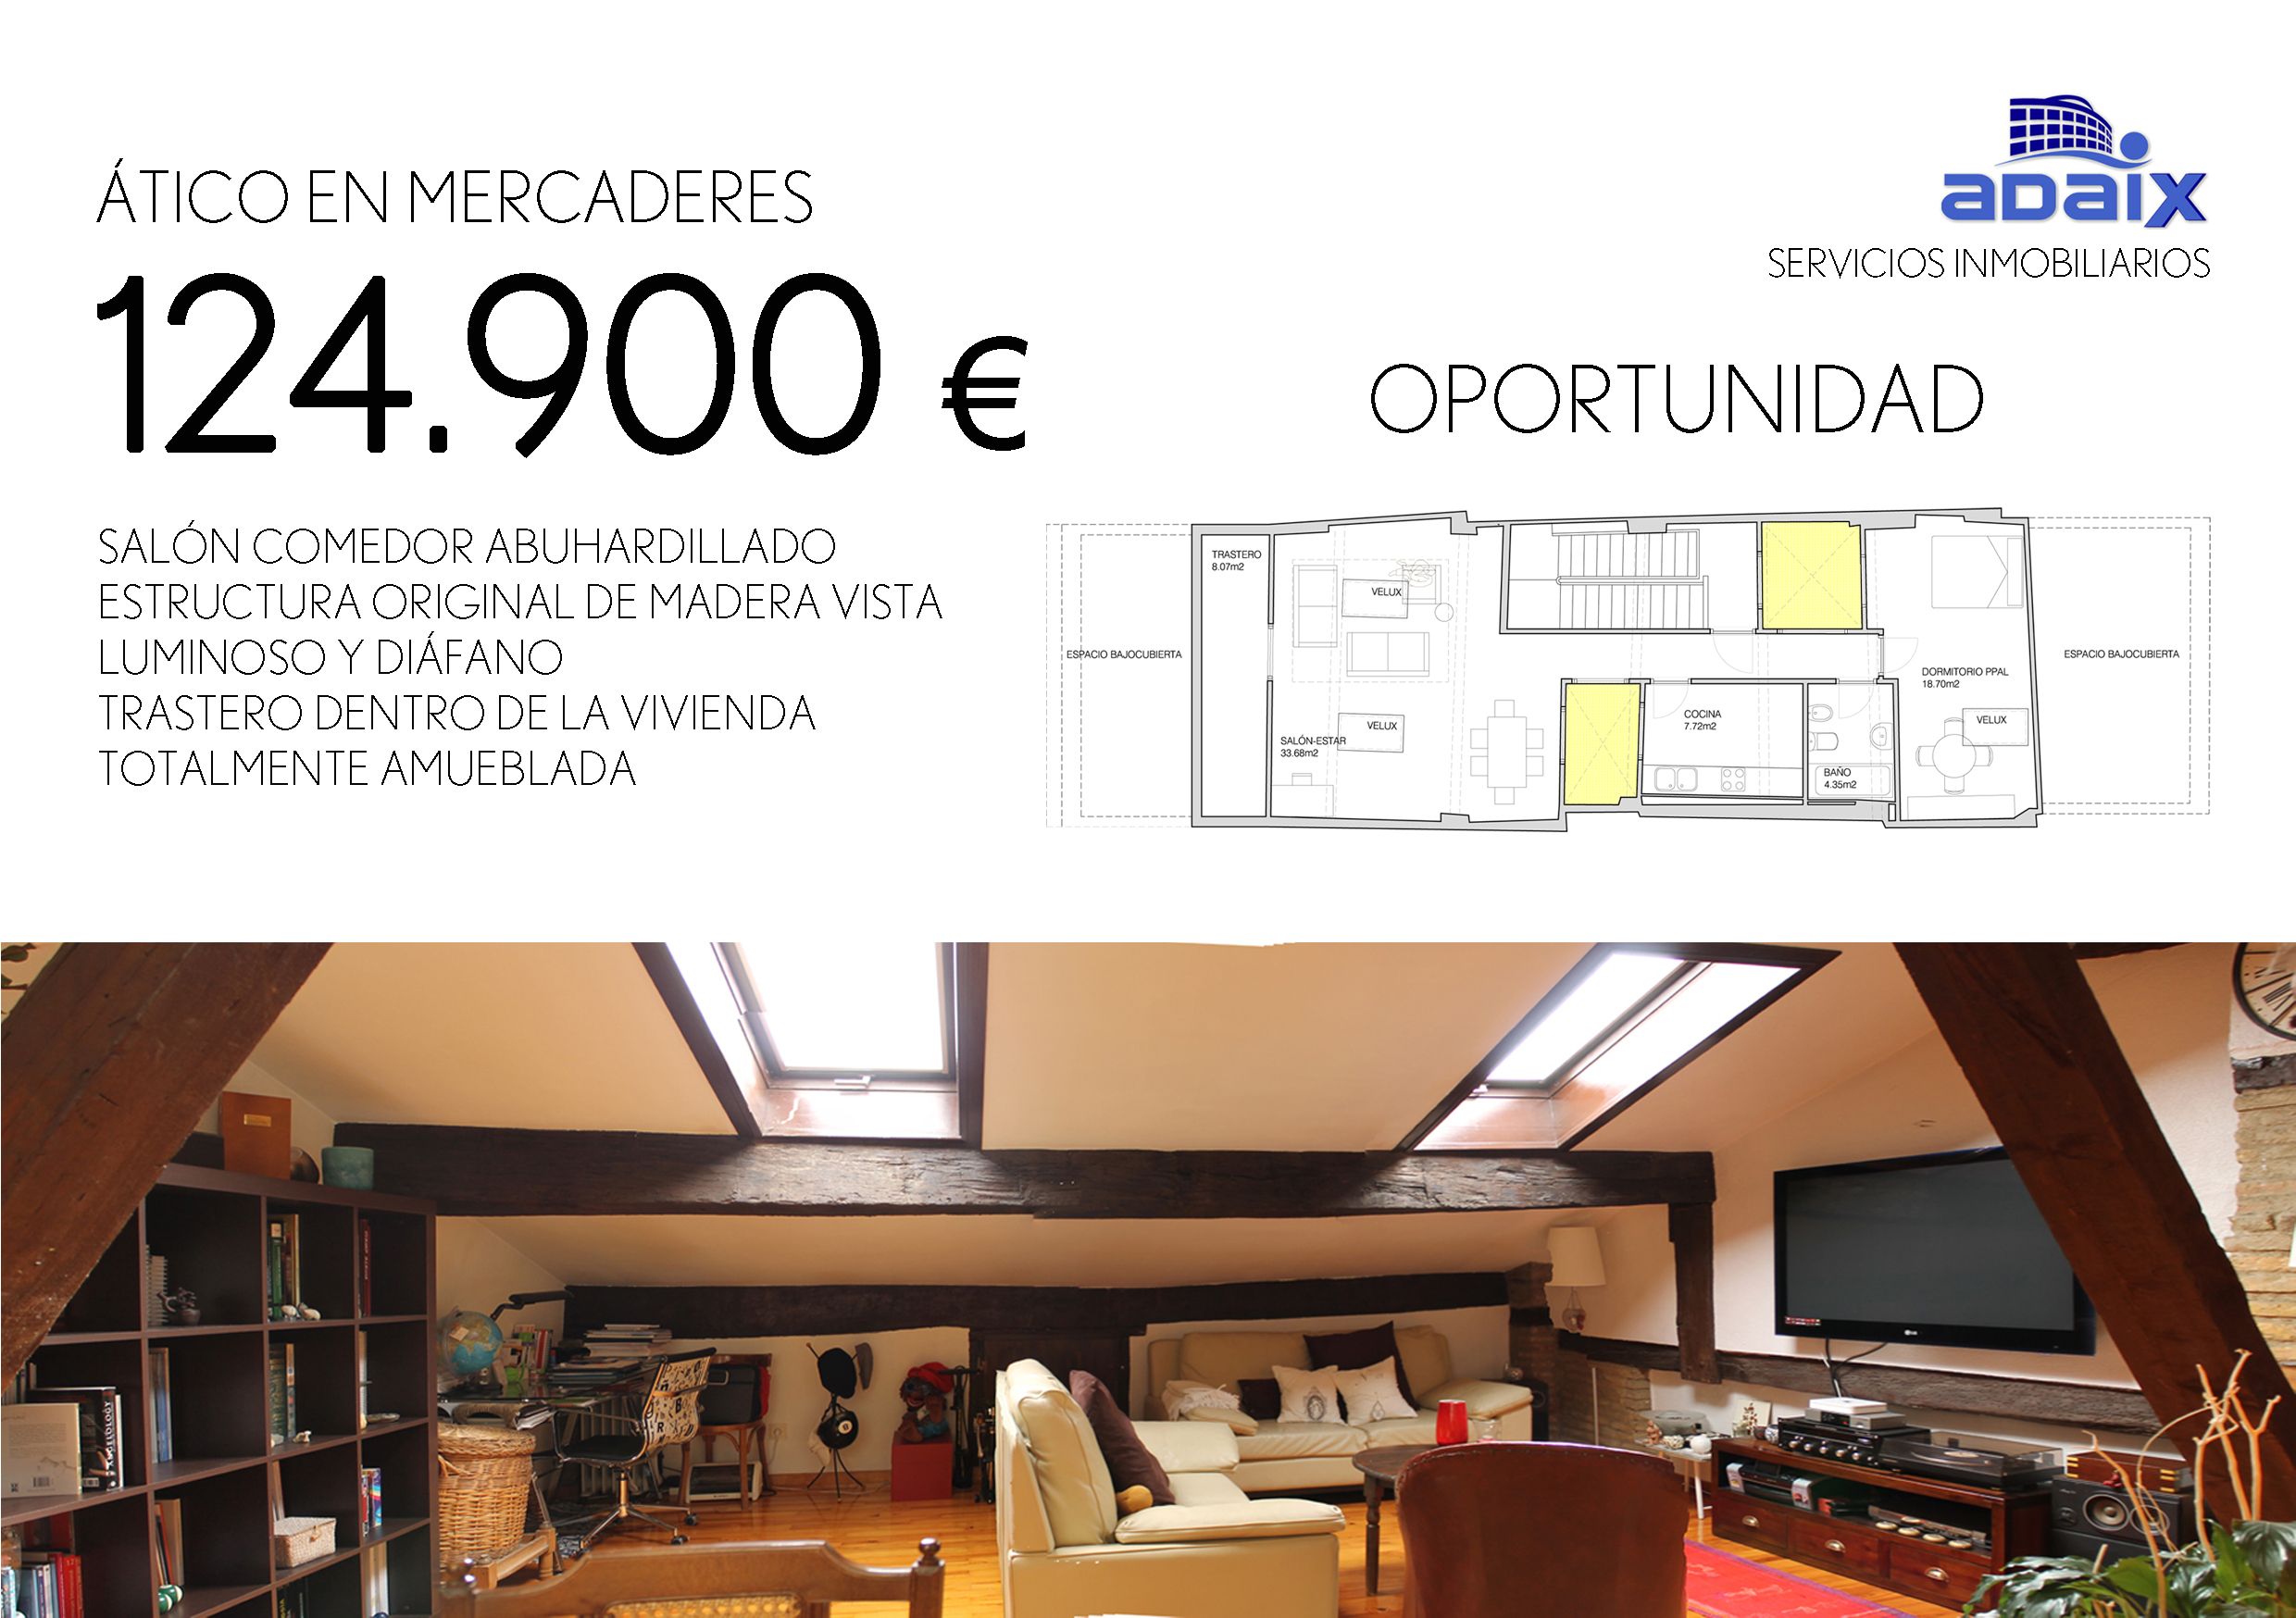 ÁTICO EN MERCADERES
124.900 €
SALÓN COMEDOR ABUHARDILLADO
ESTRUCTURA ORIGINAL DE MADERA VISTA
LUMINOSO Y DIÁFANO
TRASTERO DENTRO DE LA VIVIENDA
TOTALMENTE AMUEBLADA
aDaix
SERVICIOS INMOBILIARIOS
OPORTUNIDAD
ESPACIO BAJOCUBIERTA
TRASTERO
8.07m2
VELUX
VELUX
SALÓN-ESTAR
33.68m2
COCINA
7.72m2
BAÑO
4.35m2
DORMITORIO PPAL
18.70m2
VELUX
ESPACIO BAJOCUBIERTA
LG